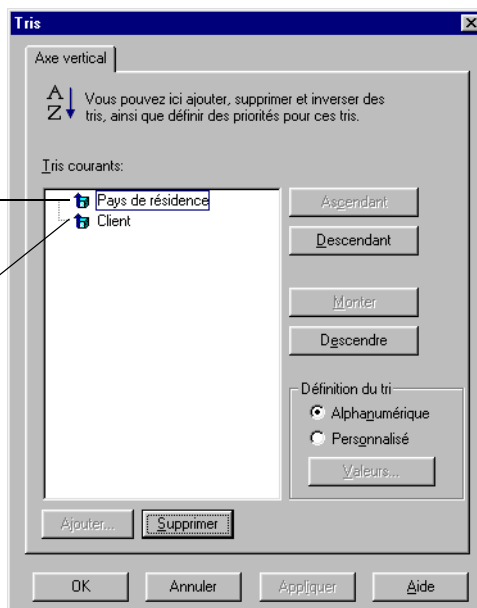 Tris
Axe vertical
A
Z
Vous pouvez ici ajouter, supprimer et inverser des
tris, ainsi que définir des priorités pour ces tris.
Tris courants:
Pays de résidence
Client
Ascendant
Descendant
Monter
Descendre
Définition du tri
Alphanumérique
Personnalisé
Valeurs...
Ajouter...
Supprimer
OK
Annuler
Appliquer
Aide